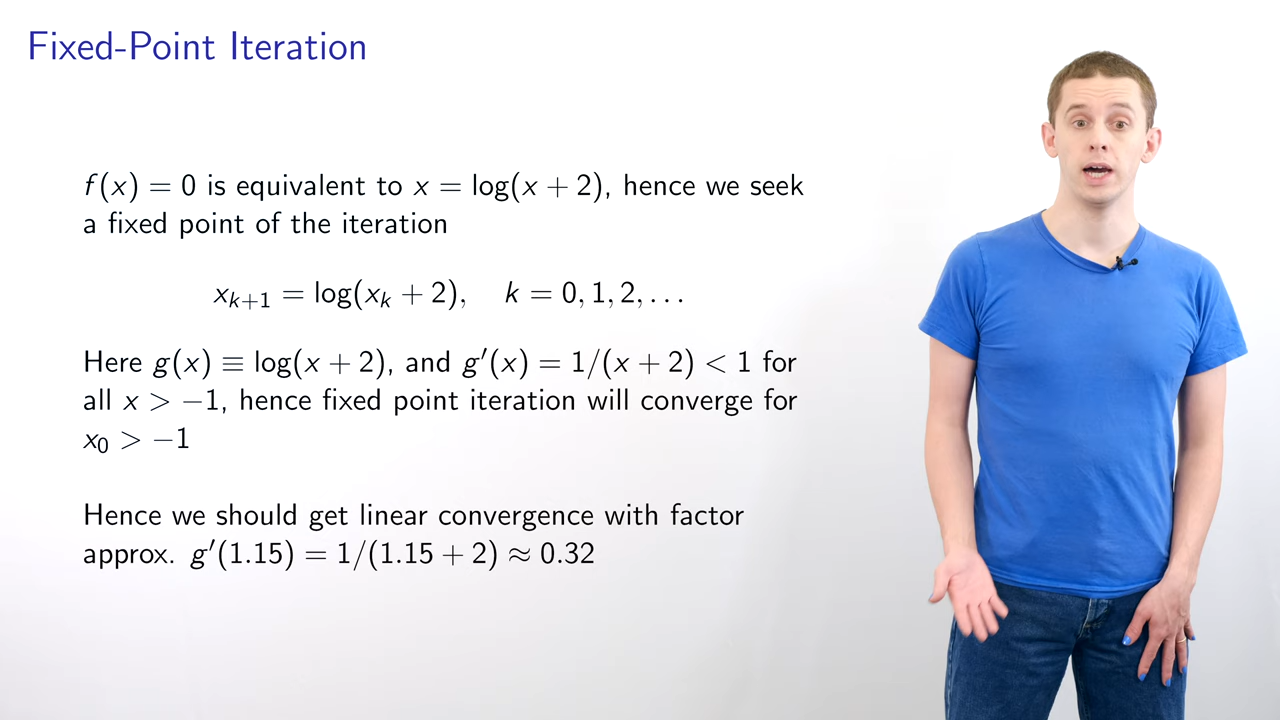 Fixed-Point Iteration
f(x) = 0 is equivalent to x = log(x + 2), hence we seek
a fixed point of the iteration
xₖ₊₁ = log(xₖ + 2), k = 0, 1, 2, . . .
Here g(x) ≡ log(x + 2), and g′(x) = 1/(x + 2) < 1 for
all x > −1, hence fixed point iteration will converge for
x₀ > −1
Hence we should get linear convergence with factor
approx. g′(1.15) = 1/(1.15 + 2) ≈ 0.32